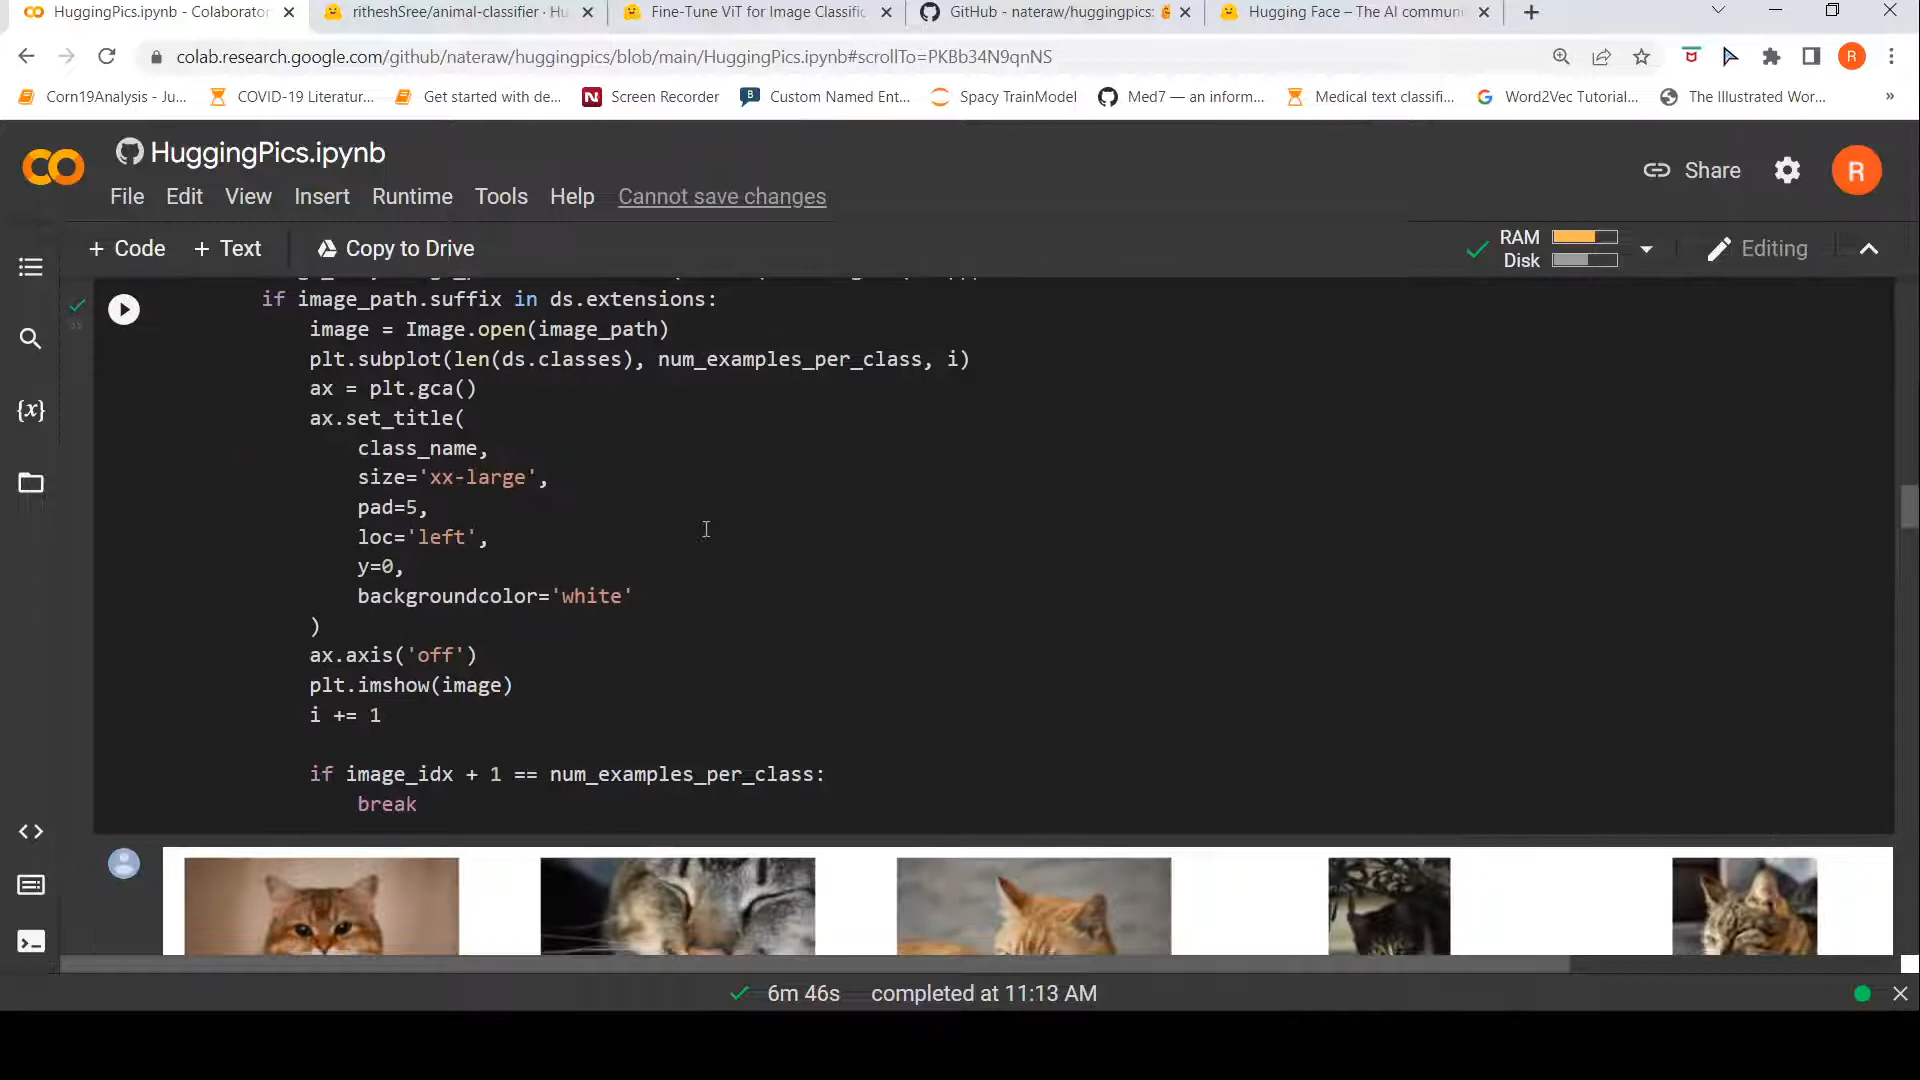 HuggingPics.ipynb - Colaborator
ritheshSree/animal-classifier · Hu
Fine-Tune ViT for Image Classific
GitHub - nateraw/huggingpics:
Hugging Face – The AI commun
colab.research.google.com/github/nateraw/huggingpics/blob/main/HuggingPics.ipynb#scrollTo=PKBb34N9qnNS
R
Corn19Analysis - Ju...
COVID-19 Literatur...
Get started with de...
N Screen Recorder
B Custom Named Ent...
Spacy TrainModel
Med7 — an inform...
Medical text classifi...
Word2Vec Tutorial...
The Illustrated Wor...
»
HuggingPics.ipynb
Share
R
File Edit View Insert Runtime Tools Help Cannot save changes
+ Code + Text Copy to Drive
RAM
Disk
Editing
if image_path.suffix in ds.extensions:
image = Image.open(image_path)
plt.subplot(len(ds.classes), num_examples_per_class, i)
ax = plt.gca()
ax.set_title(
class_name,
size='xx-large',
pad=5,
loc='left',
y=0,
backgroundcolor='white'
)
ax.axis('off')
plt.imshow(image)
i += 1
if image_idx + 1 == num_examples_per_class:
break
{x}
6m 46s completed at 11:13 AM